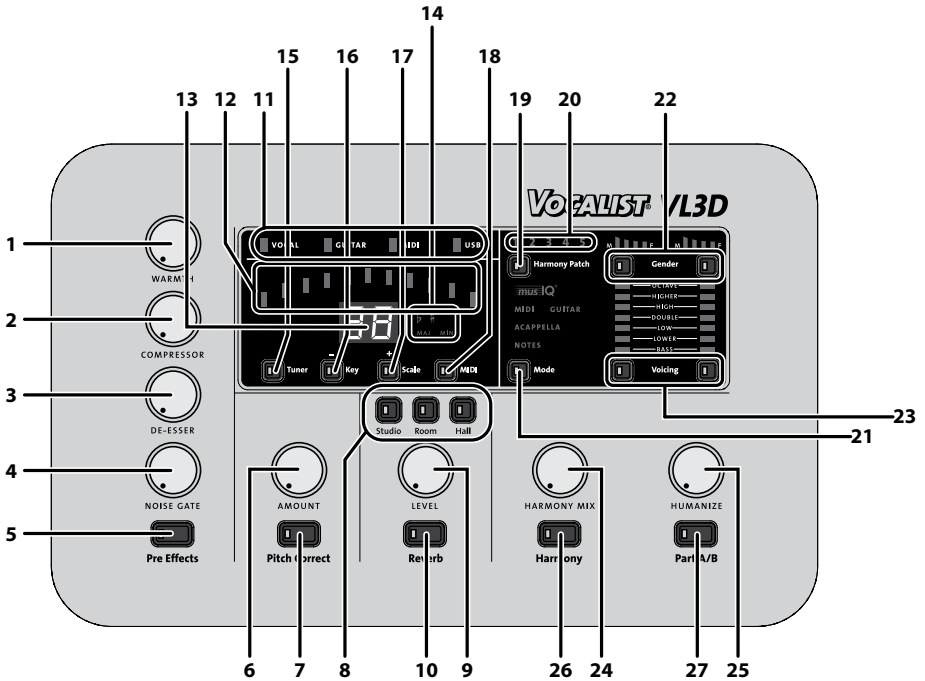 14
15 16 17 18
13 12 11 19 20 22
VOCALIST® VL3D
VOCAL GUITAR MIDI USB
2 3 4 5
M F M F
Harmony Patch
Gender
1
WARMTH
musIQ
MIDI GUITAR
ACAPPELLA
NOTES
OCTAVE
HIGHER
HIGH
DOUBLE
LOW
LOWER
BASS
♭ #
MAJ MIN
88
2
COMPRESSOR
− +
Tuner Key Scale MIDI
Mode
Voicing
3
DE-ESSER
Studio Room Hall
23
21
4
NOISE GATE
AMOUNT
LEVEL
HARMONY MIX
HUMANIZE
5
Pre Effects
Pitch Correct
Reverb
Harmony
Part A/B
6 7 8 10 9 26 24 27 25